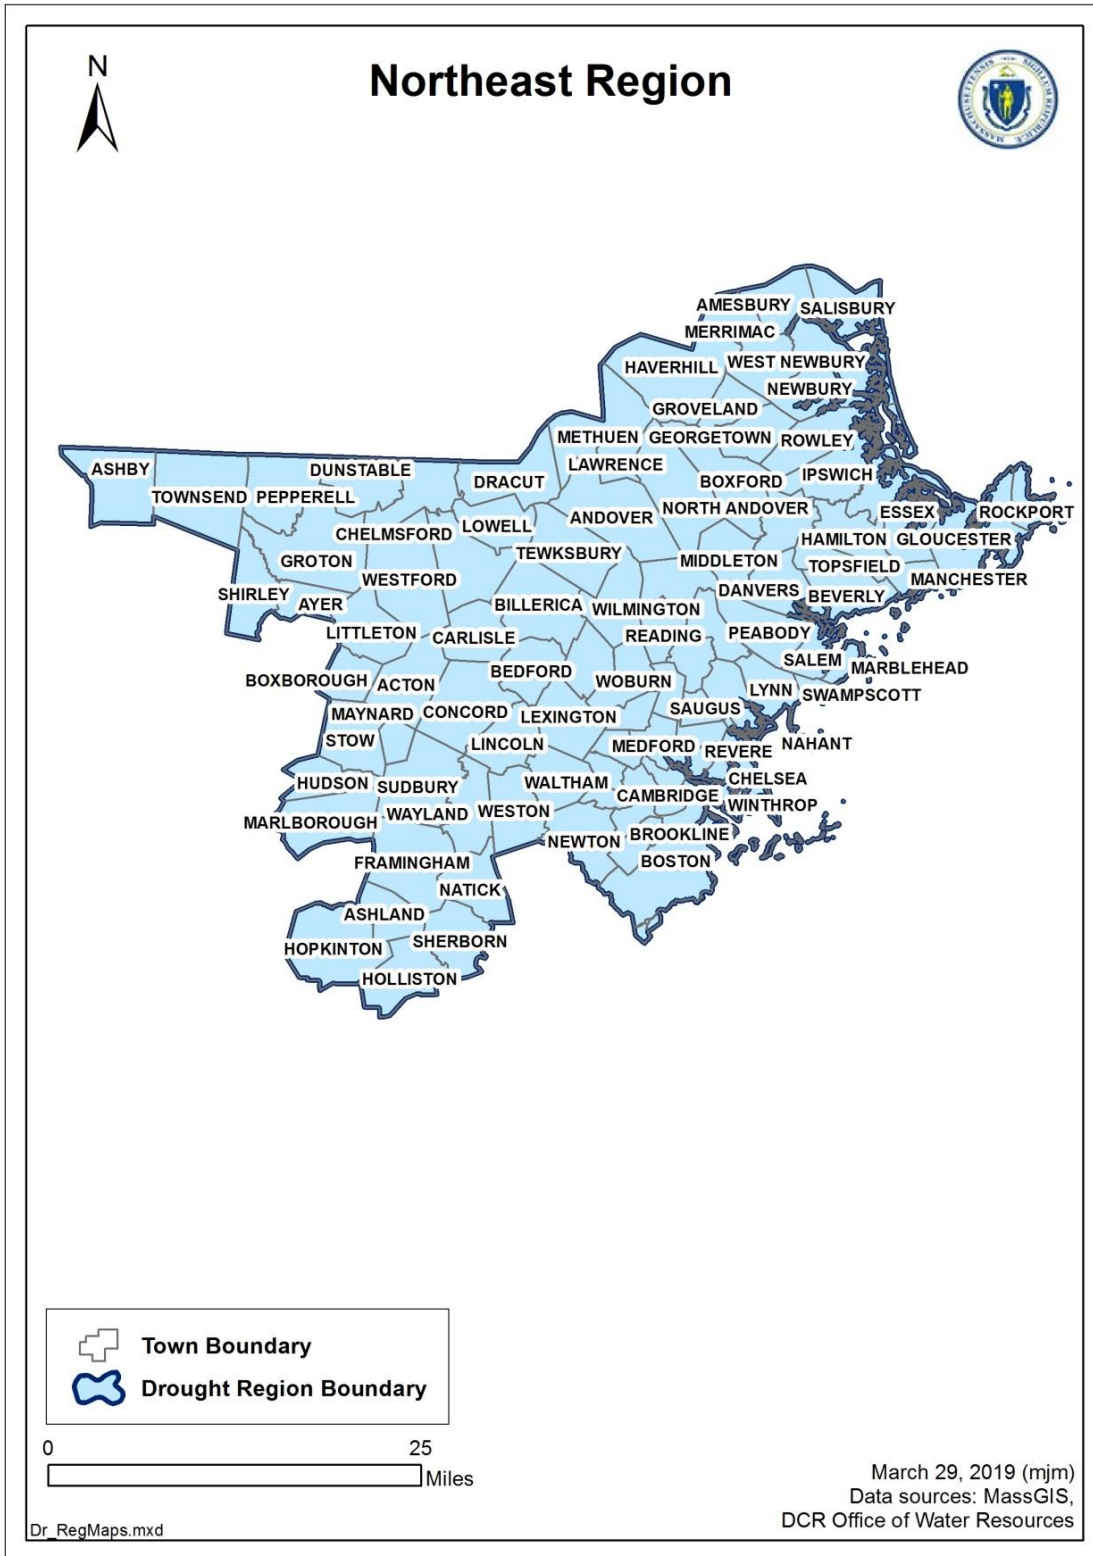 N
Northeast Region
MASSACHUSETTENSIS SIGILLUM REIPUBLICÆ
AMESBURY SALISBURY
MERRIMAC
HAVERHILL WEST NEWBURY
NEWBURY
GROVELAND
METHUEN GEORGETOWN ROWLEY
ASHBY DUNSTABLE LAWRENCE
TOWNSEND PEPPERELL DRACUT BOXFORD IPSWICH
CHELMSFORD LOWELL ANDOVER NORTH ANDOVER ESSEX ROCKPORT
HAMILTON GLOUCESTER
GROTON WESTFORD TEWKSBURY MIDDLETON TOPSFIELD MANCHESTER
SHIRLEY AYER BILLERICA WILMINGTON DANVERS BEVERLY
LITTLETON CARLISLE READING PEABODY
BOXBOROUGH ACTON BEDFORD WOBURN SALEM MARBLEHEAD
LYNN SWAMPSCOTT
MAYNARD CONCORD LEXINGTON SAUGUS
STOW LINCOLN MEDFORD REVERE NAHANT
HUDSON SUDBURY WALTHAM CAMBRIDGE CHELSEA
MARLBOROUGH WAYLAND WESTON WINTHROP
NEWTON BROOKLINE
FRAMINGHAM BOSTON
NATICK
ASHLAND
HOPKINTON SHERBORN
HOLLISTON
Town Boundary
Drought Region Boundary
0 25
Miles
March 29, 2019 (mjm)
Data sources: MassGIS,
DCR Office of Water Resources
Dr_RegMaps.mxd